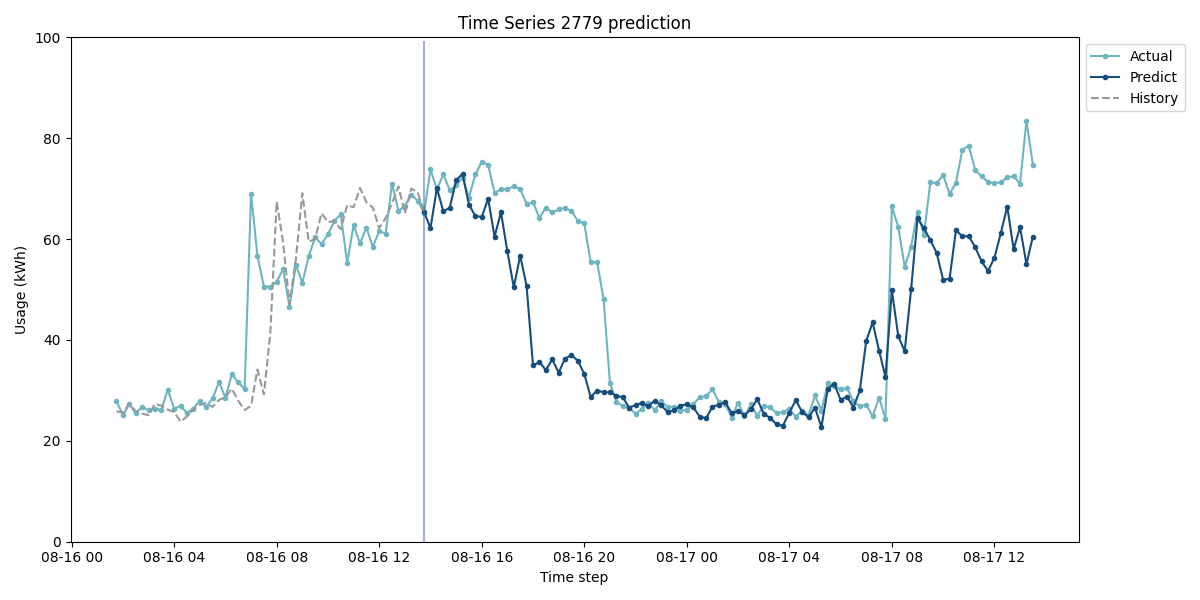 Time Series 2779 prediction
100
80
60
40
20
0
Usage (kWh)
08-16 00
08-16 04
08-16 08
08-16 12
08-16 16
08-16 20
08-17 00
08-17 04
08-17 08
08-17 12
Time step
Actual
Predict
History